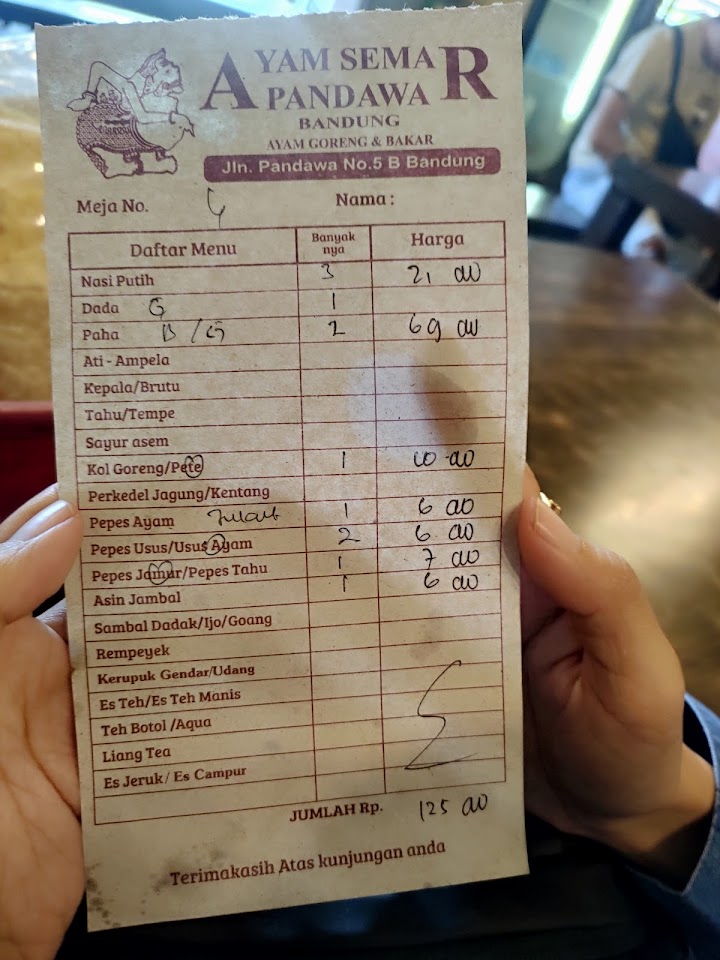 AYAM SEMAR
PANDAWA
BANDUNG
AYAM GORENG & BAKAR
Jln. Pandawa No.5 B Bandung
Meja No. Nama :
Daftar Menu Banyak nya Harga
Nasi Putih 3 21 00
Dada G 1
Paha B/G 2 69 00
Ati - Ampela
Kepala/Brutu
Tahu/Tempe
Sayur asem
Kol Goreng/Pete 1 10 00
Perkedel Jagung/Kentang
Pepes Ayam 1 6 00
Pepes Usus/Usus Ayam 2 6 00
Pepes Jamur/Pepes Tahu 1 7 00
Asin Jambal 1 6 00
Sambal Dadak/Ijo/Goang
Rempeyek
Kerupuk Gendar/Udang
Es Teh/Es Teh Manis
Teh Botol /Aqua
Liang Tea
Es Jeruk/ Es Campur
JUMLAH Rp. 125 00
Terimakasih Atas kunjungan anda